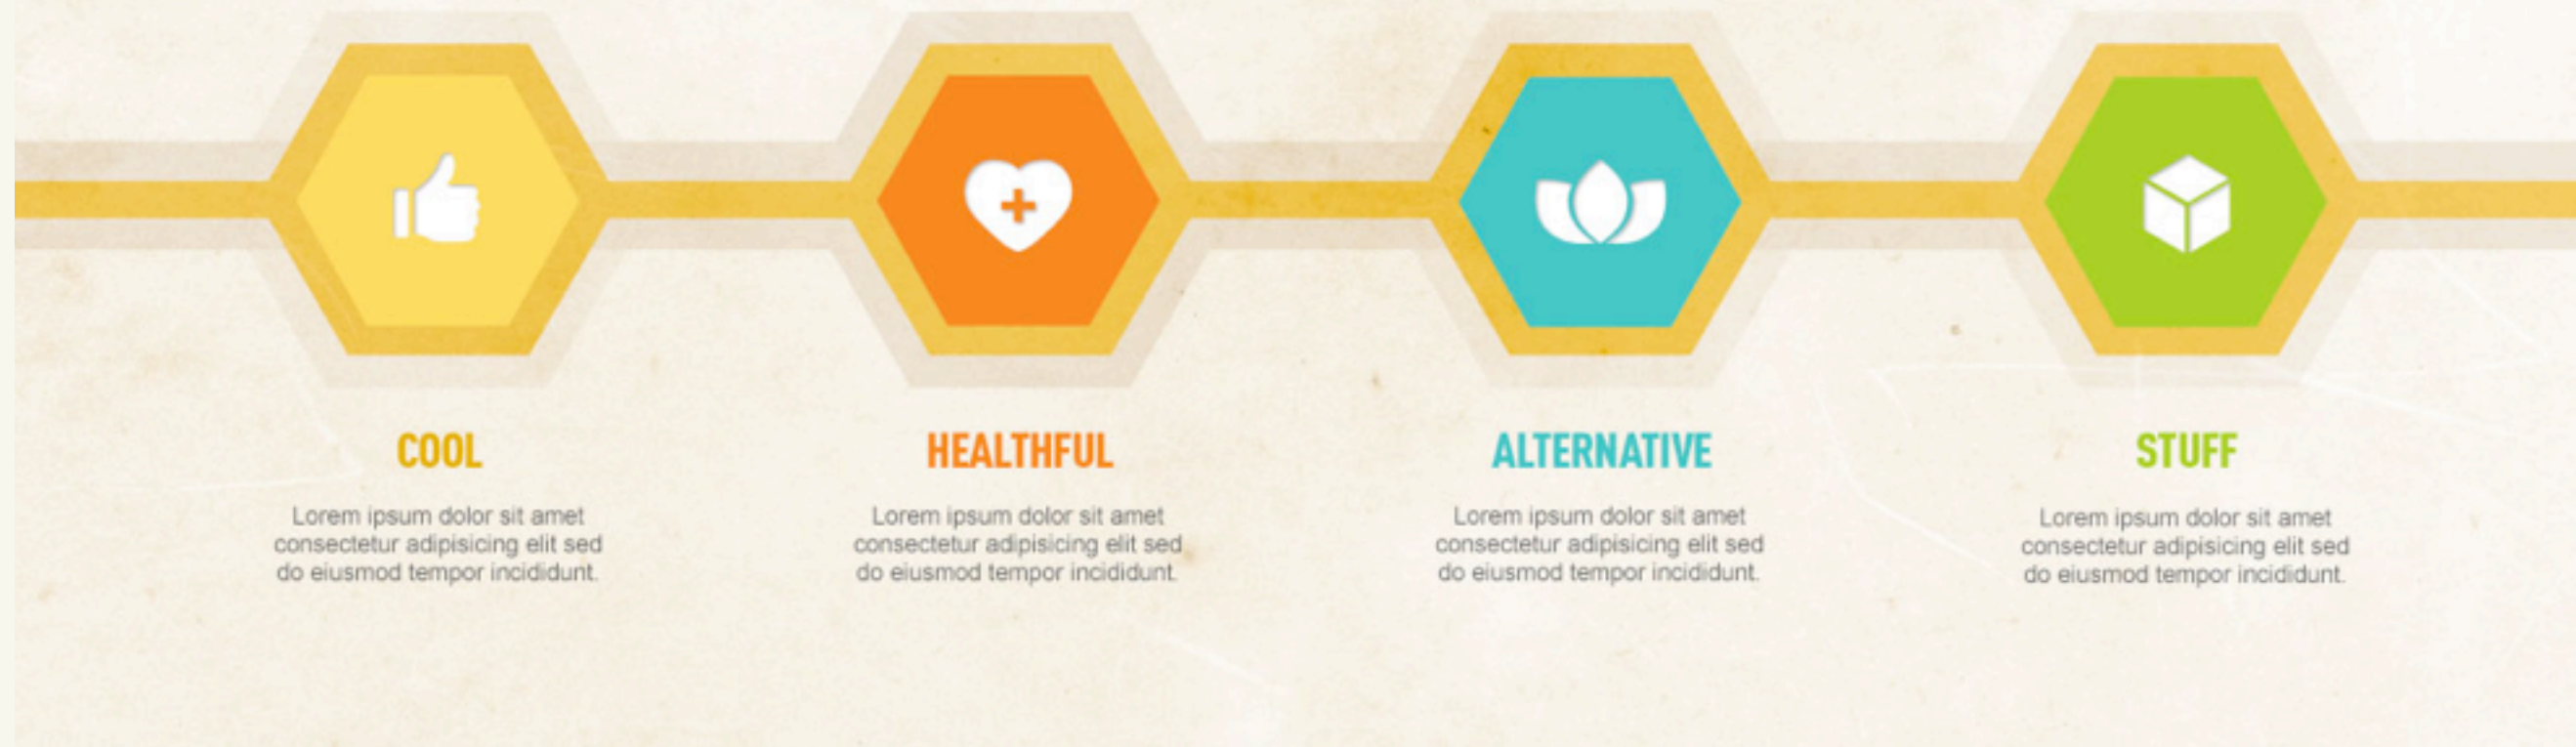 COOL
Lorem ipsum dolor sit amet
consectetur adipisicing elit sed
do eiusmod tempor incididunt.
HEALTHFUL
Lorem ipsum dolor sit amet
consectetur adipisicing elit sed
do eiusmod tempor incididunt.
ALTERNATIVE
Lorem ipsum dolor sit amet
consectetur adipisicing elit sed
do eiusmod tempor incididunt.
STUFF
Lorem ipsum dolor sit amet
consectetur adipisicing elit sed
do eiusmod tempor incididunt.